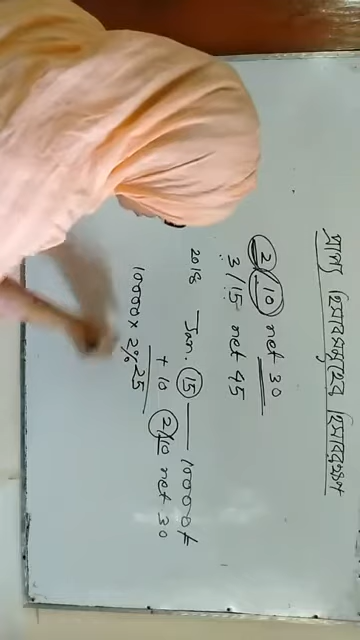 প্রাপ্য হিসাবসমূহের হিসাবরক্ষণ
2/10 net 30
3/15 net 45
2018 Jan. 15 — 10000/=
+ 10 2/10 net 30
25
10000 × 2%